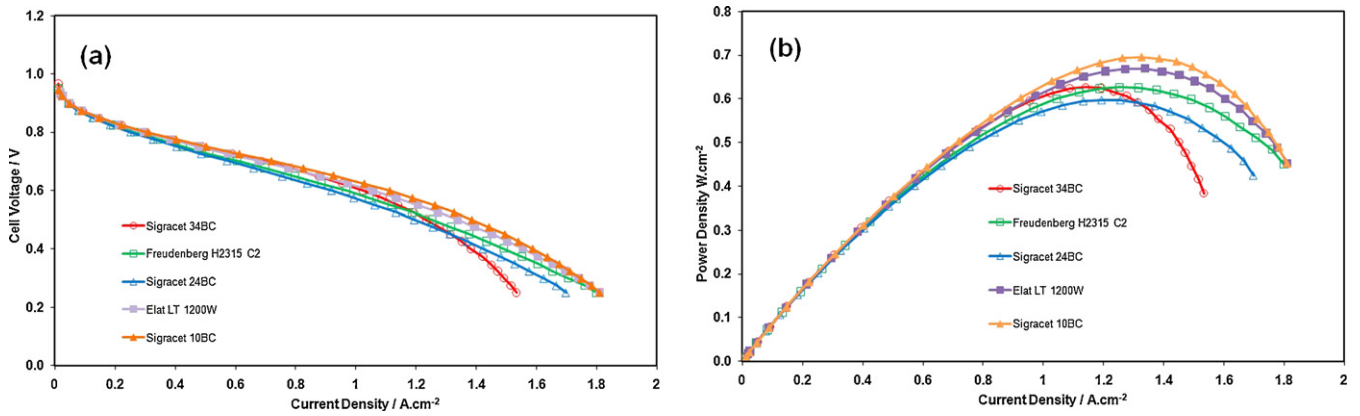 (a)
Cell Voltage / V
1.2
1.0
0.8
0.6
0.4
0.2
0.0
0 0.2 0.4 0.6 0.8 1 1.2 1.4 1.6 1.8 2
Current Density / A.cm-2
Sigracet 34BC
Freudenberg H2315 C2
Sigracet 24BC
Elat LT 1200W
Sigracet 10BC
(b)
Power Density W.cm-2
0.8
0.7
0.6
0.5
0.4
0.3
0.2
0.1
0.0
0 0.2 0.4 0.6 0.8 1 1.2 1.4 1.6 1.8 2
Current Density / A.cm-2
Sigracet 34BC
Freudenberg H2315 C2
Sigracet 24BC
Elat LT 1200W
Sigracet 10BC